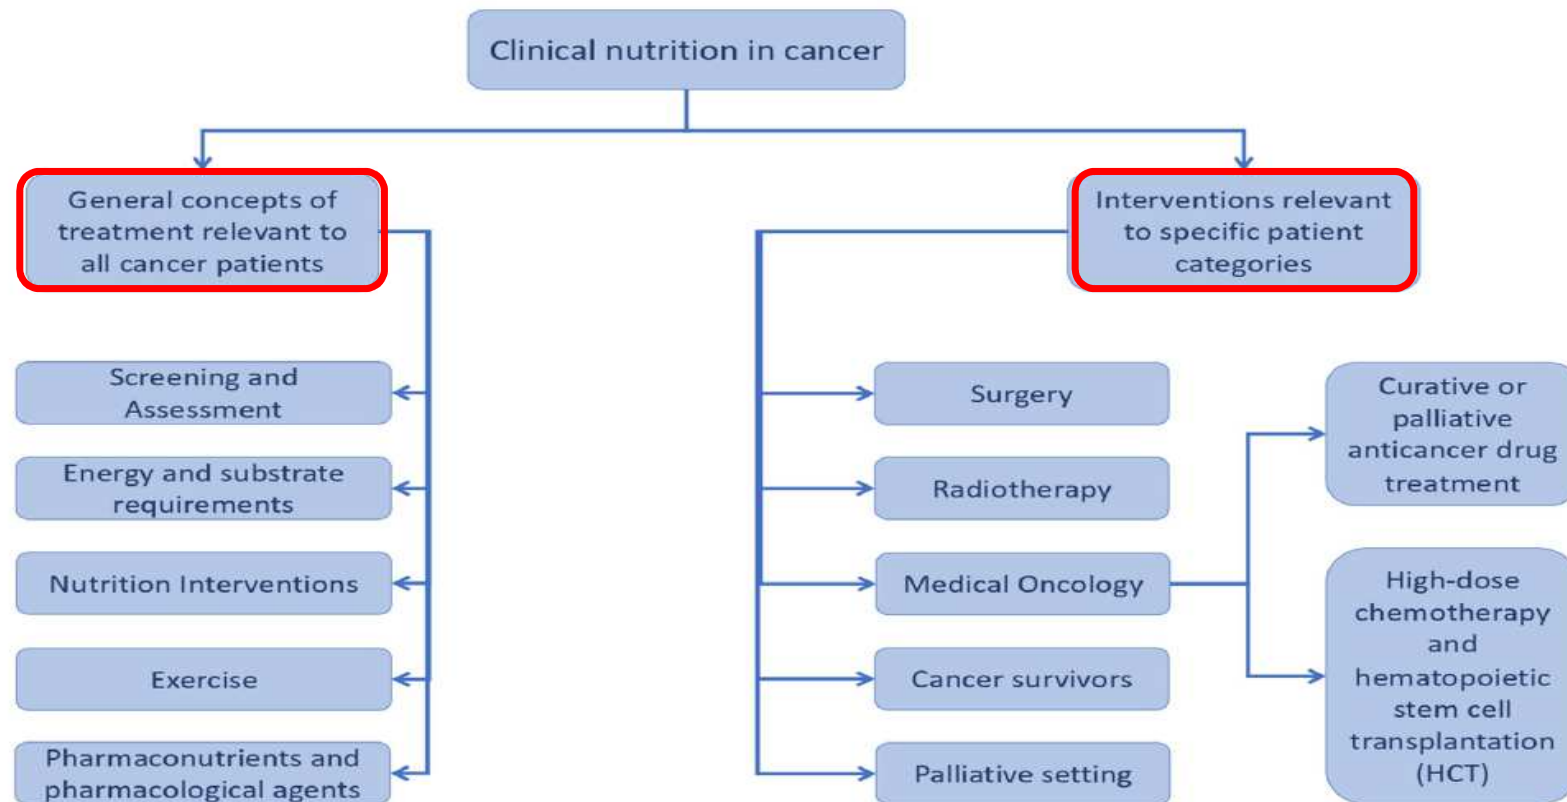 Clinical nutrition in cancer
General concepts of
treatment relevant to
all cancer patients
Screening and
Assessment
Energy and substrate
requirements
Nutrition Interventions
Exercise
Pharmaconutrients and
pharmacological agents
Interventions relevant
to specific patient
categories
Surgery
Radiotherapy
Medical Oncology
Cancer survivors
Palliative setting
Curative or
palliative
anticancer drug
treatment
High-dose
chemotherapy
and
hematopoietic
stem cell
transplantation
(HCT)